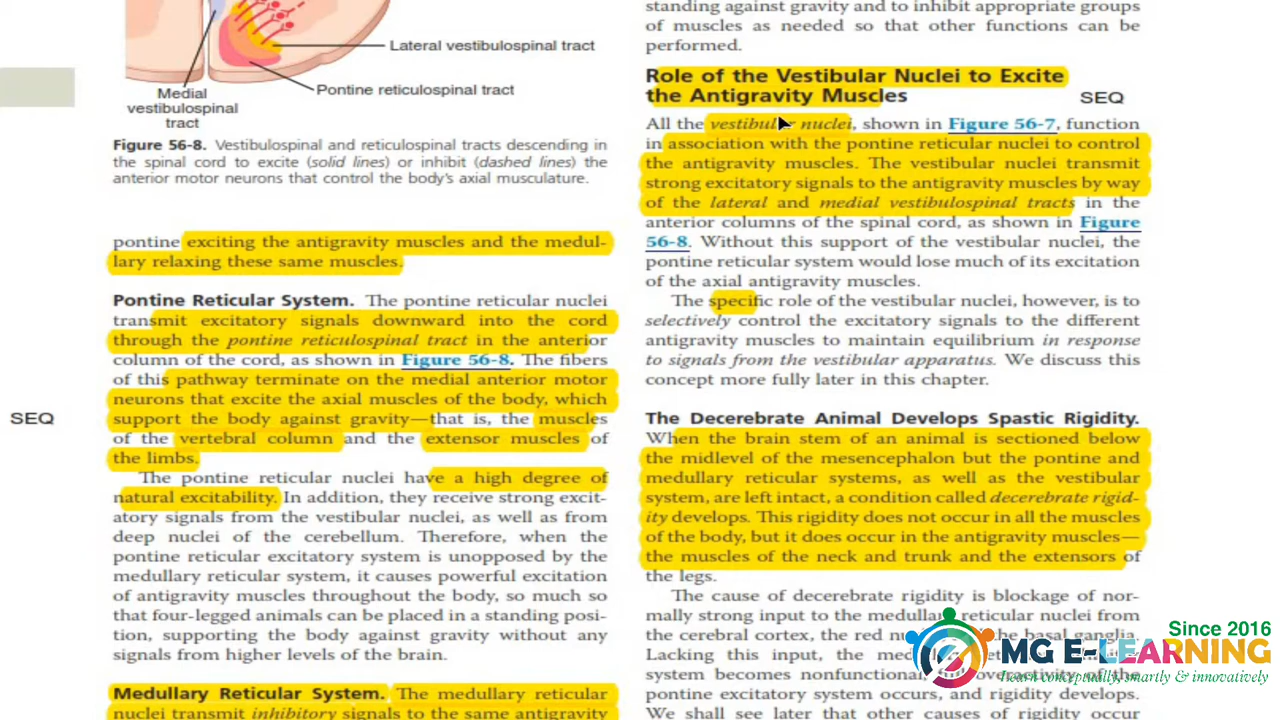 Lateral vestibulospinal tract
Pontine reticulospinal tract
Medial
vestibulospinal
tract
Figure 56-8. Vestibulospinal and reticulospinal tracts descending in
the spinal cord to excite (solid lines) or inhibit (dashed lines) the
anterior motor neurons that control the body's axial musculature.
pontine exciting the antigravity muscles and the medul-
lary relaxing these same muscles.
Pontine Reticular System. The pontine reticular nuclei
transmit excitatory signals downward into the cord
through the pontine reticulospinal tract in the anterior
column of the cord, as shown in Figure 56-8. The fibers
of this pathway terminate on the medial anterior motor
neurons that excite the axial muscles of the body, which
support the body against gravity—that is, the muscles
SEQ
of the vertebral column and the extensor muscles of
the limbs.
The pontine reticular nuclei have a high degree of
natural excitability. In addition, they receive strong excit-
atory signals from the vestibular nuclei, as well as from
deep nuclei of the cerebellum. Therefore, when the
pontine reticular excitatory system is unopposed by the
medullary reticular system, it causes powerful excitation
of antigravity muscles throughout the body, so much so
that four-legged animals can be placed in a standing posi-
tion, supporting the body against gravity without any
signals from higher levels of the brain.
Medullary Reticular System. The medullary reticular
nuclei transmit inhibitory signals to the same antigravity
standing against gravity and to inhibit appropriate groups
of muscles as needed so that other functions can be
performed.
Role of the Vestibular Nuclei to Excite
the Antigravity Muscles
SEQ
All the vestibular nuclei, shown in Figure 56-7, function
in association with the pontine reticular nuclei to control
the antigravity muscles. The vestibular nuclei transmit
strong excitatory signals to the antigravity muscles by way
of the lateral and medial vestibulospinal tracts in the
anterior columns of the spinal cord, as shown in Figure
56-8. Without this support of the vestibular nuclei, the
pontine reticular system would lose much of its excitation
of the axial antigravity muscles.
The specific role of the vestibular nuclei, however, is to
selectively control the excitatory signals to the different
antigravity muscles to maintain equilibrium in response
to signals from the vestibular apparatus. We discuss this
concept more fully later in this chapter.
The Decerebrate Animal Develops Spastic Rigidity.
When the brain stem of an animal is sectioned below
the midlevel of the mesencephalon but the pontine and
medullary reticular systems, as well as the vestibular
system, are left intact, a condition called decerebrate rigid-
ity develops. This rigidity does not occur in all the muscles
of the body, but it does occur in the antigravity muscles—
the muscles of the neck and trunk and the extensors of
the legs.
The cause of decerebrate rigidity is blockage of nor-
mally strong input to the medullary reticular nuclei from
the cerebral cortex, the red the basal ganglia.
Lacking this input, the
system becomes nonfunctional, overactivity of the
pontine excitatory system occurs, and rigidity develops.
We shall see later that other causes of rigidity occur
Since 2016
MG E-LEARNING
Learn conceptually, smartly & innovatively